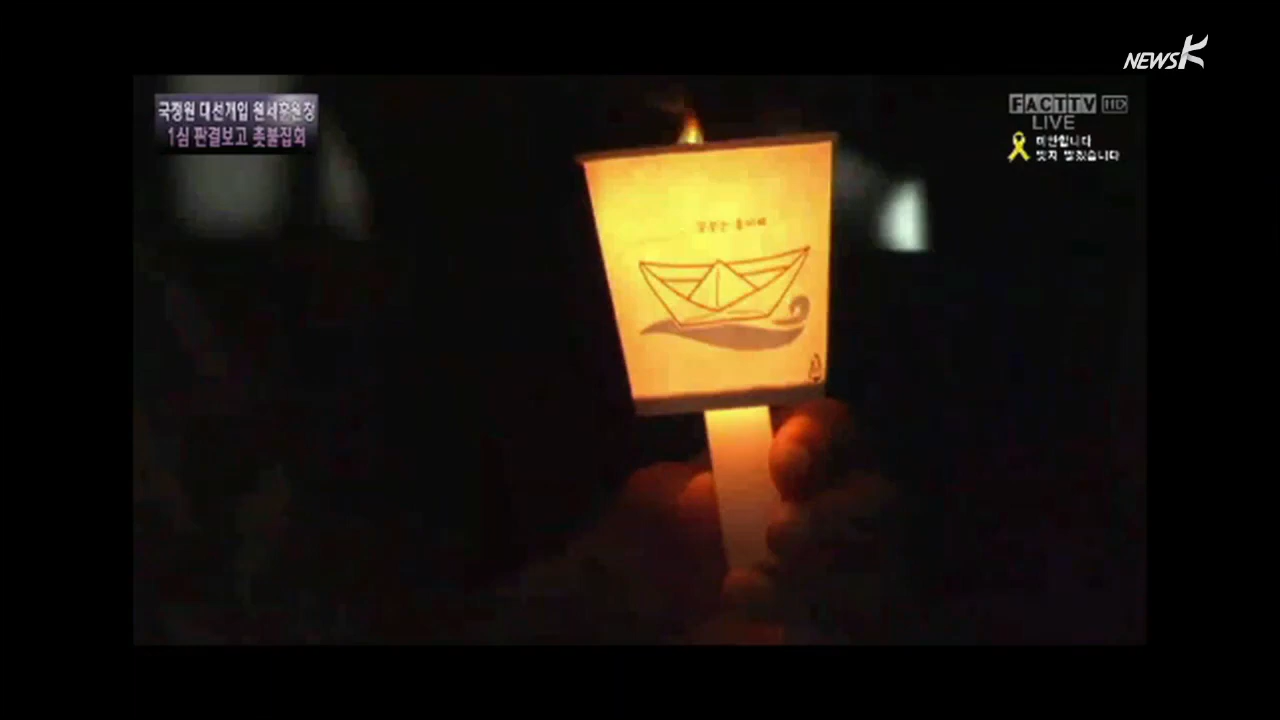 NEWSK
국정원 대선개입 원세훈원장
1심 판결보고 촛불집회
FACTTV HD
LIVE
미안합니다
잊지 않겠습니다